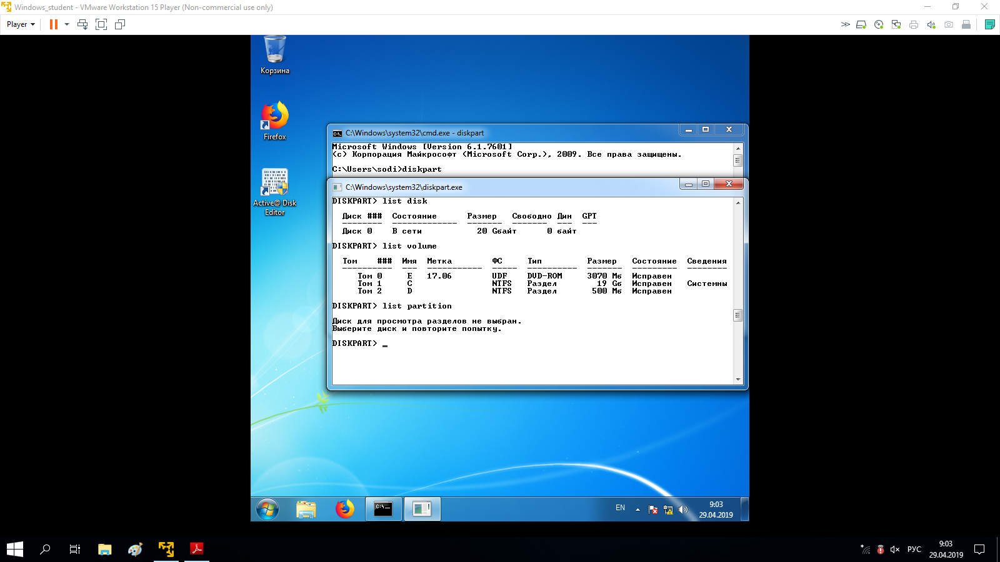 Windows_student - VMware Workstation 15 Player (Non-commercial use only)
Player
Корзина
Firefox
Active@ Disk
Editor
C:\Windows\system32\cmd.exe - diskpart
Microsoft Windows [Version 6.1.7601]
(c) Корпорация Майкрософт (Microsoft Corp.), 2009. Все права защищены.
C:\Users\sodi>diskpart
C:\Windows\system32\diskpart.exe
DISKPART> list disk
Диск ### Состояние Размер Свободно Дин GPT
-------- ------------- ------- ------- --- ---
Диск 0 В сети 20 Gбайт 0 байт
DISKPART> list volume
Том ### Имя Метка ФС Тип Размер Состояние Сведения
---------- --- ----------- ----- ---------- ------- --------- --------
Том 0 E 17.06 UDF DVD-ROM 3070 Mб Исправен
Том 1 C NTFS Раздел 19 Gб Исправен Системны
Том 2 D NTFS Раздел 500 Mб Исправен
DISKPART> list partition
Диск для просмотра разделов не выбран.
Выберите диск и повторите попытку.
DISKPART> _
EN
9:03
29.04.2019
РУС
9:03
29.04.2019